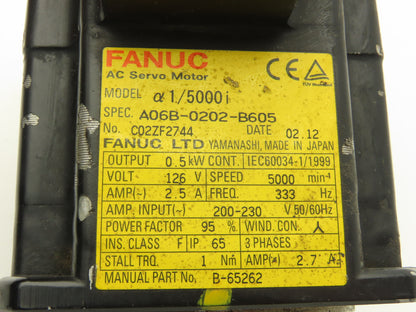 FANUC
AC Servo Motor
MODEL α1/5000i
SPEC. A06B-0202-B605
No. C02ZF2744 DATE 02.12
FANUC LTD YAMANASHI, MADE IN JAPAN
OUTPUT 0.5 kW CONT. IEC60034-1/1999
VOLT 126 V SPEED 5000 min⁻¹
AMP(~) 2.5 A FREQ. 333 Hz
AMP. INPUT(~) 200-230 V 50/60Hz
POWER FACTOR 95 % WIND. CON. 人
INS. CLASS F IP 65 3 PHASES
STALL TRQ. 1 Nm AMP(~) 2.7 A
MANUAL PART No. B-65262